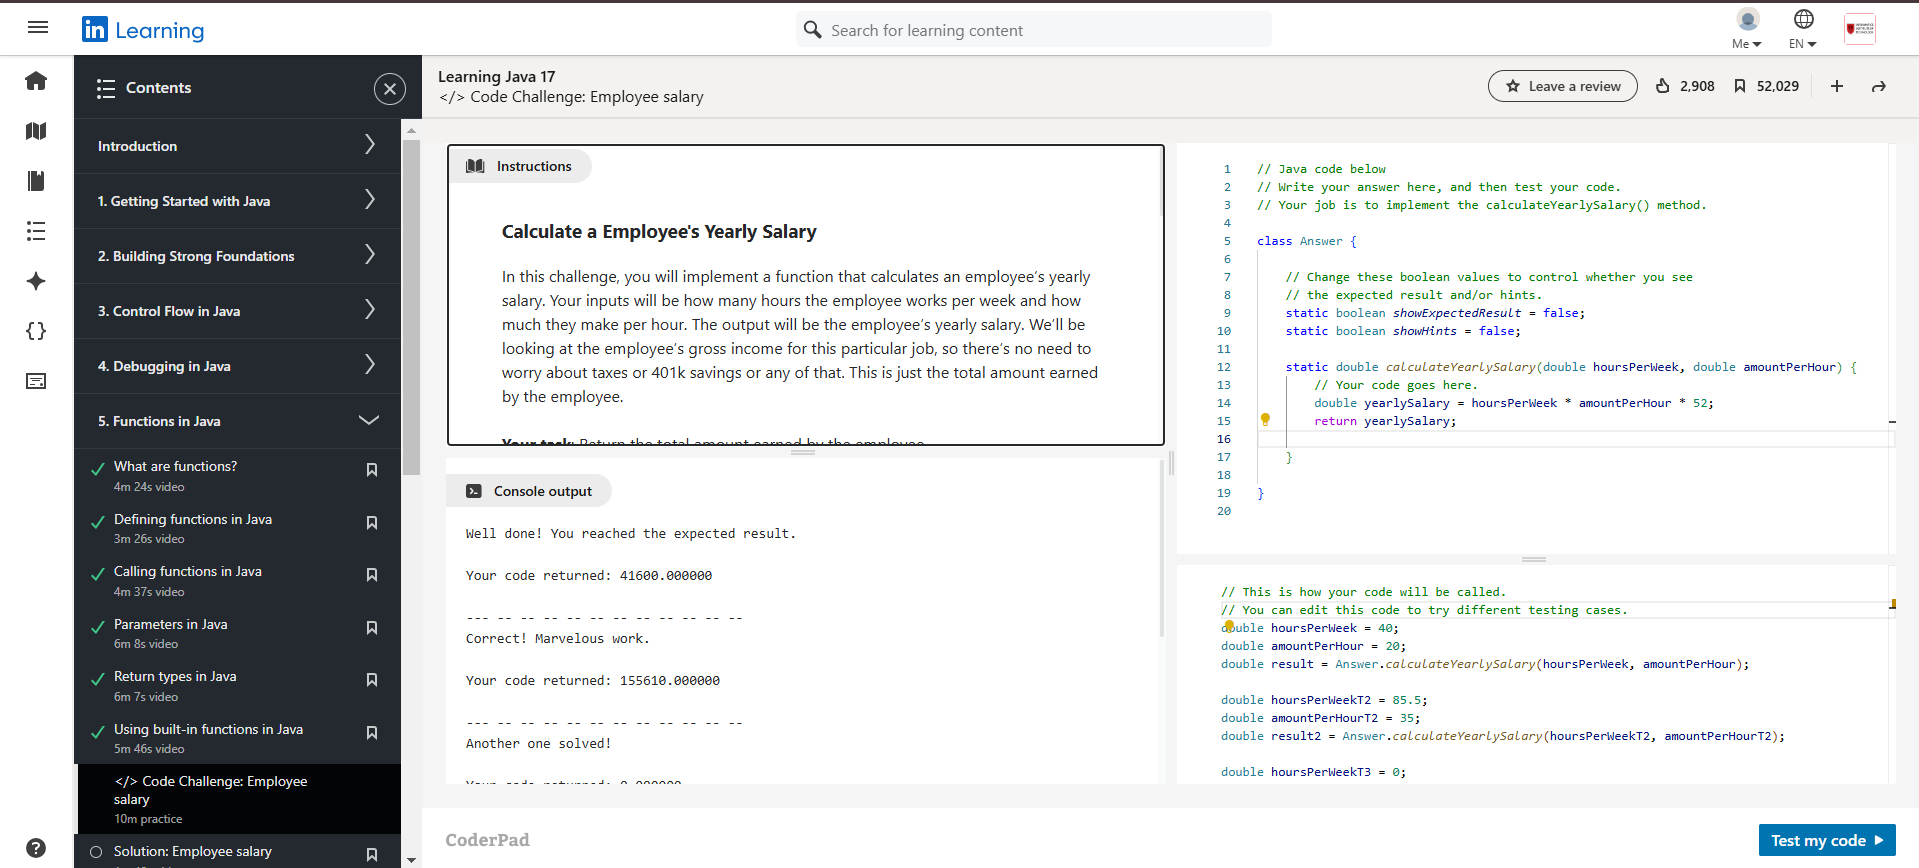 in Learning
Search for learning content
Me
EN
Contents
Introduction
1. Getting Started with Java
2. Building Strong Foundations
3. Control Flow in Java
4. Debugging in Java
5. Functions in Java
What are functions?
4m 24s video
Defining functions in Java
3m 26s video
Calling functions in Java
4m 37s video
Parameters in Java
6m 8s video
Return types in Java
6m 7s video
Using built-in functions in Java
5m 46s video
</> Code Challenge: Employee
salary
10m practice
Solution: Employee salary
Learning Java 17
</> Code Challenge: Employee salary
Leave a review
2,908
52,029
Instructions
Calculate a Employee's Yearly Salary
In this challenge, you will implement a function that calculates an employee's yearly
salary. Your inputs will be how many hours the employee works per week and how
much they make per hour. The output will be the employee's yearly salary. We'll be
looking at the employee's gross income for this particular job, so there's no need to
worry about taxes or 401k savings or any of that. This is just the total amount earned
by the employee.
Your task: Return the total amount earned by the employee
Console output
Well done! You reached the expected result.
Your code returned: 41600.000000
--- -- -- -- -- -- -- -- -- -- -- --
Correct! Marvelous work.
Your code returned: 155610.000000
--- -- -- -- -- -- -- -- -- -- -- --
Another one solved!
Your code returned: 0.000000
1 // Java code below
2 // Write your answer here, and then test your code.
3 // Your job is to implement the calculateYearlySalary() method.
4
5 class Answer {
6
7 // Change these boolean values to control whether you see
8 // the expected result and/or hints.
9 static boolean showExpectedResult = false;
10 static boolean showHints = false;
11
12 static double calculateYearlySalary(double hoursPerWeek, double amountPerHour) {
13 // Your code goes here.
14 double yearlySalary = hoursPerWeek * amountPerHour * 52;
15 return yearlySalary;
16
17 }
18
19 }
20
// This is how your code will be called.
// You can edit this code to try different testing cases.
double hoursPerWeek = 40;
double amountPerHour = 20;
double result = Answer.calculateYearlySalary(hoursPerWeek, amountPerHour);
double hoursPerWeekT2 = 85.5;
double amountPerHourT2 = 35;
double result2 = Answer.calculateYearlySalary(hoursPerWeekT2, amountPerHourT2);
double hoursPerWeekT3 = 0;
CoderPad
Test my code